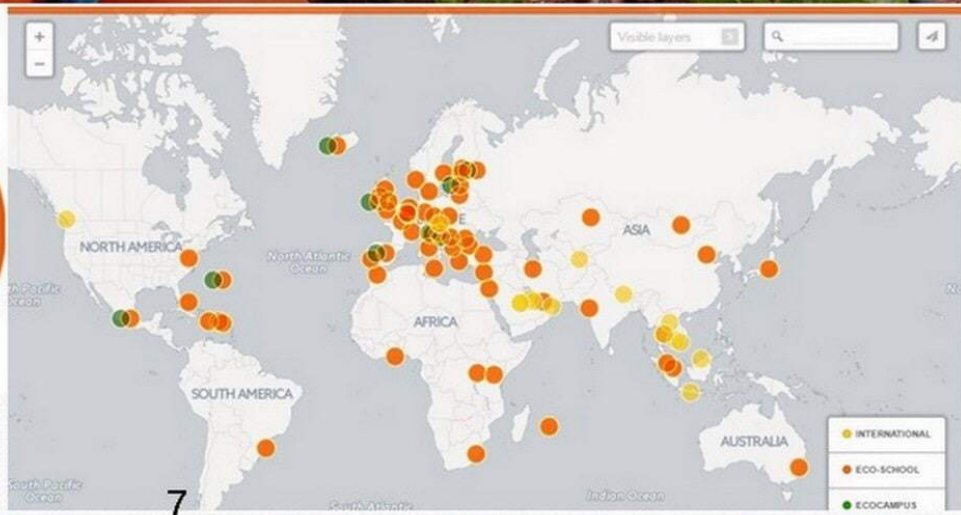 +
Visible layers
−
NORTH AMERICA
North Atlantic
Ocean
E
ASIA
th Pacific
Ocean
AFRICA
SOUTH AMERICA
AUSTRALIA
INTERNATIONAL
ECO-SCHOOL
ECOCAMPUS
South Pacific
Ocean
7
South Atlantic
Indian Ocean